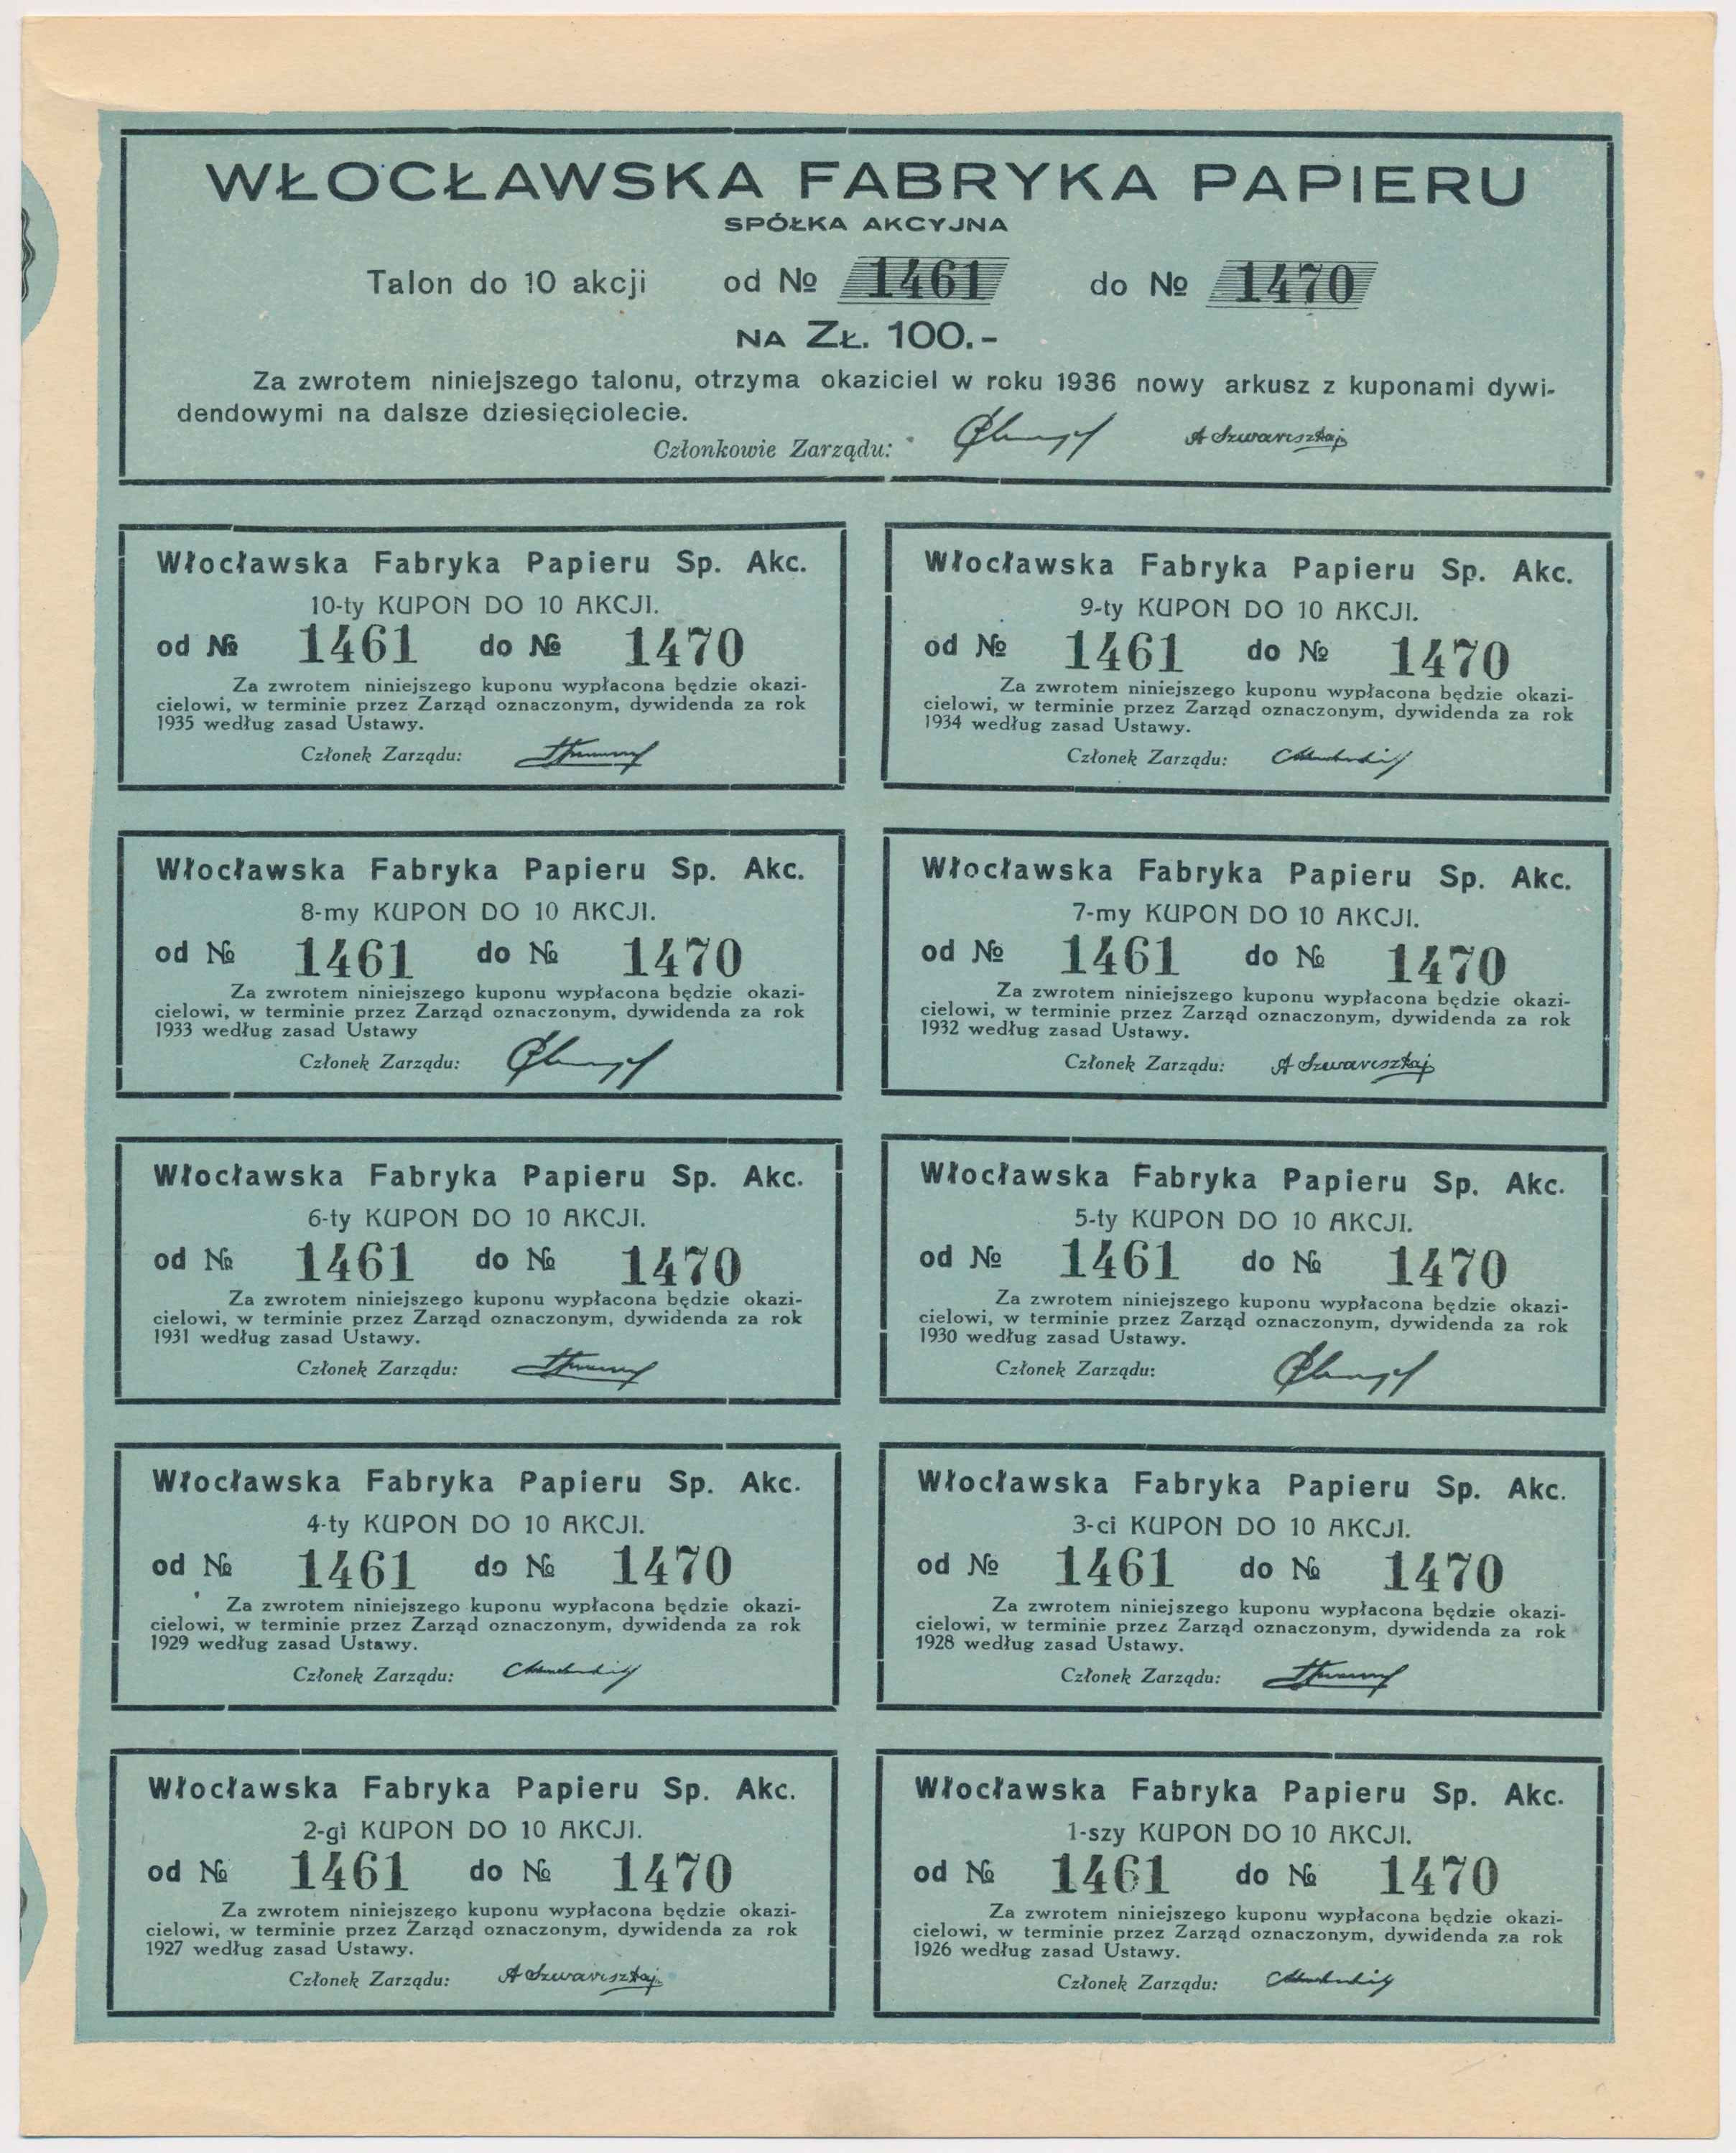 WŁOCŁAWSKA FABRYKA PAPIERU
SPÓŁKA AKCYJNA
Talon do 10 akcji od № 1461 do № 1470
NA ZŁ. 100.-
Za zwrotem niniejszego talonu, otrzyma okaziciel w roku 1936 nowy arkusz z kuponami dywi-
dendowymi na dalsze dziesięciolecie.
Członkowie Zarządu: A Szwarcsztajn
Włocławska Fabryka Papieru Sp. Akc.
10-ty KUPON DO 10 AKCJI.
od № 1461 do № 1470
Za zwrotem niniejszego kuponu wypłacona będzie okazi-
cielowi, w terminie przez Zarząd oznaczonym, dywidenda za rok
1935 według zasad Ustawy.
Członek Zarządu:
Włocławska Fabryka Papieru Sp. Akc.
9-ty KUPON DO 10 AKCJI.
od № 1461 do № 1470
Za zwrotem niniejszego kuponu wypłacona będzie okazi-
cielowi, w terminie przez Zarząd oznaczonym, dywidenda za rok
1934 według zasad Ustawy.
Członek Zarządu:
Włocławska Fabryka Papieru Sp. Akc.
8-my KUPON DO 10 AKCJI.
od № 1461 do № 1470
Za zwrotem niniejszego kuponu wypłacona będzie okazi-
cielowi, w terminie przez Zarząd oznaczonym, dywidenda za rok
1933 według zasad Ustawy
Członek Zarządu:
Włocławska Fabryka Papieru Sp. Akc.
7-my KUPON DO 10 AKCJI.
od № 1461 do № 1470
Za zwrotem niniejszego kuponu wypłacona będzie okazi-
cielowi, w terminie przez Zarząd oznaczonym, dywidenda za rok
1932 według zasad Ustawy.
Członek Zarządu: A Szwarcsztajn
Włocławska Fabryka Papieru Sp. Akc.
6-ty KUPON DO 10 AKCJI.
od № 1461 do № 1470
Za zwrotem niniejszego kuponu wypłacona będzie okazi-
cielowi, w terminie przez Zarząd oznaczonym, dywidenda za rok
1931 według zasad Ustawy.
Członek Zarządu:
Włocławska Fabryka Papieru Sp. Akc.
5-ty KUPON DO 10 AKCJI.
od № 1461 do № 1470
Za zwrotem niniejszego kuponu wypłacona będzie okazi-
cielowi, w terminie przez Zarząd oznaczonym, dywidenda za rok
1930 według zasad Ustawy.
Członek Zarządu:
Włocławska Fabryka Papieru Sp. Akc.
4-ty KUPON DO 10 AKCJI.
od № 1461 do № 1470
Za zwrotem niniejszego kuponu wypłacona będzie okazi-
cielowi, w terminie przez Zarząd oznaczonym, dywidenda za rok
1929 według zasad Ustawy.
Członek Zarządu:
Włocławska Fabryka Papieru Sp. Akc.
3-ci KUPON DO 10 AKCJI.
od № 1461 do № 1470
Za zwrotem niniejszego kuponu wypłacona będzie okazi-
cielowi, w terminie przez Zarząd oznaczonym, dywidenda za rok
1928 według zasad Ustawy.
Członek Zarządu:
Włocławska Fabryka Papieru Sp. Akc.
2-gi KUPON DO 10 AKCJI.
od № 1461 do № 1470
Za zwrotem niniejszego kuponu wypłacona będzie okazi-
cielowi, w terminie przez Zarząd oznaczonym, dywidenda za rok
1927 według zasad Ustawy.
Członek Zarządu: A Szwarcsztajn
Włocławska Fabryka Papieru Sp. Akc.
1-szy KUPON DO 10 AKCJI.
od № 1461 do № 1470
Za zwrotem niniejszego kuponu wypłacona będzie okazi-
cielowi, w terminie przez Zarząd oznaczonym, dywidenda za rok
1926 według zasad Ustawy.
Członek Zarządu: